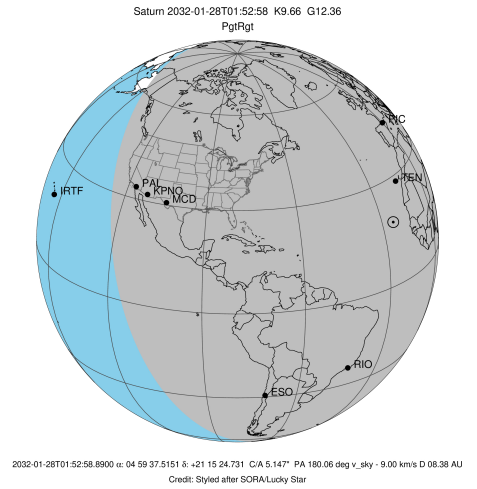 Saturn 2032-01-28T01:52:58 K9.66 G12.36
PgtRgt
PIC
TEN
IRTF
PAL
KPNO
MCD
RIO
ESO
2032-01-28T01:52:58.8900 α: 04 59 37.5151 δ: +21 15 24.731 C/A 5.147" PA 180.06 deg v_sky - 9.00 km/s D 08.38 AU
Credit: Styled after SORA/Lucky Star